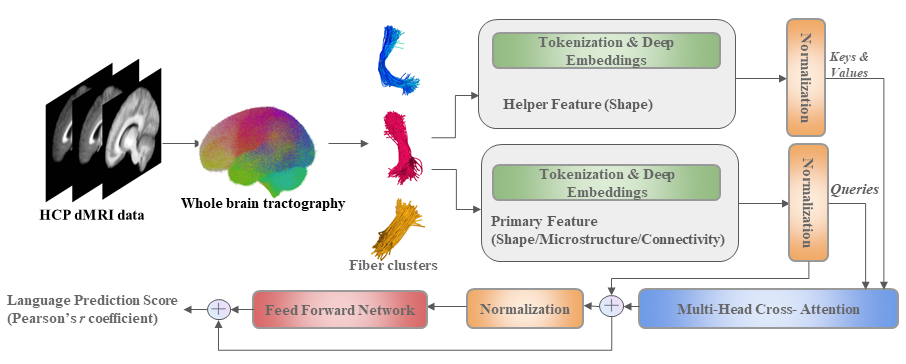 Tokenization & Deep
Embeddings
Helper Feature (Shape)
Normalization
Keys &
Values
HCP dMRI data
Whole brain tractography
Fiber clusters
Tokenization & Deep
Embeddings
Primary Feature
(Shape/Microstructure/Connectivity)
Normalization
Queries
Language Prediction Score
(Pearson's r coefficient)
Feed Forward Network
Normalization
Multi-Head Cross- Attention